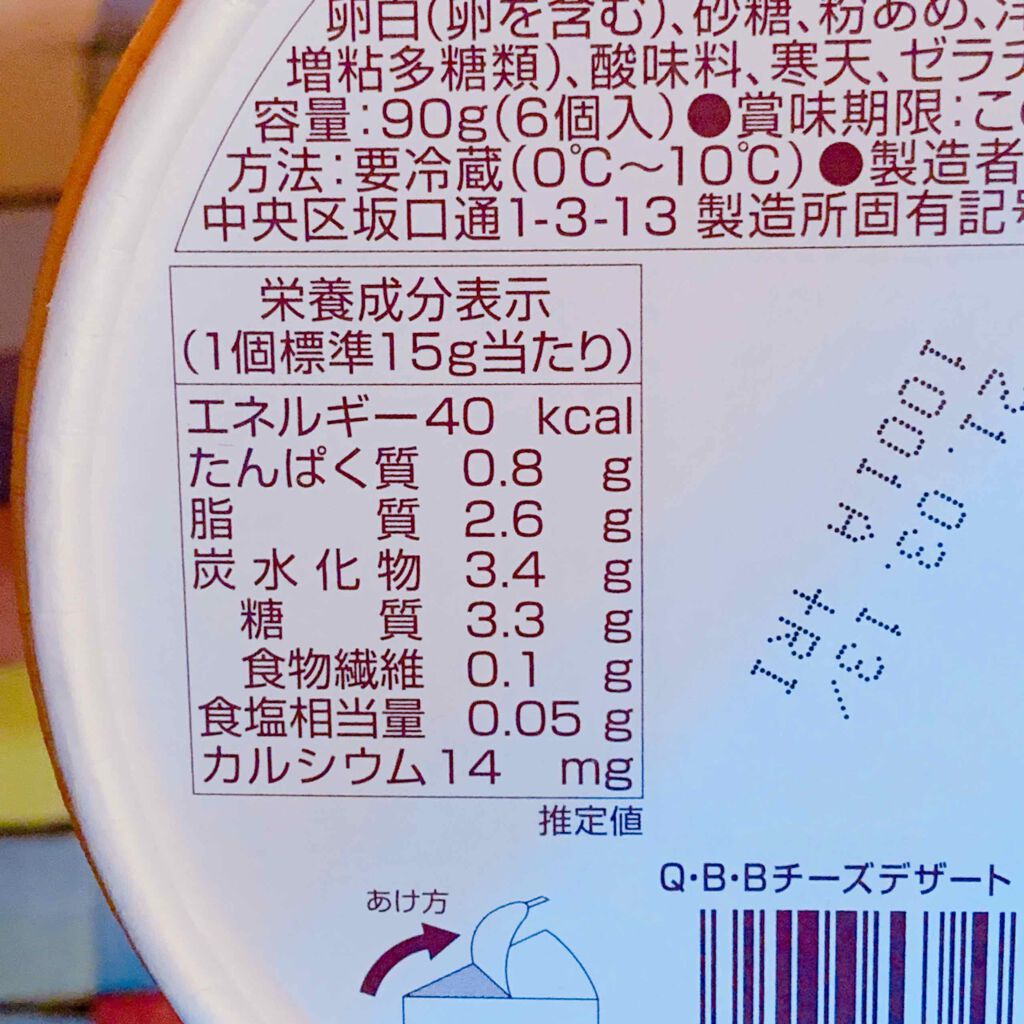 卵白(卵を含む)、砂糖、粉あめ、
増粘多糖類)、酸味料、寒天、ゼラチ
容量:90g(6個入)●賞味期限:こ
方法:要冷蔵(0℃～10℃)●製造者
中央区坂口通1-3-13 製造所固有記号
栄養成分表示
(1個標準15g当たり)
エネルギー40 kcal
たんぱく質 0.8 g
脂質 2.6 g
炭水化物 3.4 g
糖質 3.3 g
食物繊維 0.1 g
食塩相当量 0.05 g
カルシウム14 mg
推定値
Q・B・Bチーズデザート
あけ方